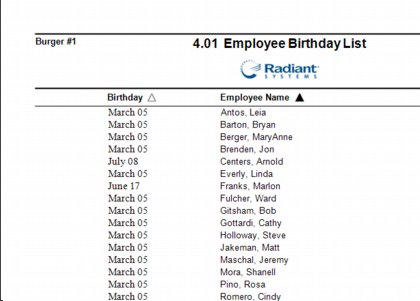 Burger #1
4.01 Employee Birthday List
Radiant
SYSTEMS
Birthday Employee Name
March 05 Antos, Leia
March 05 Barton, Bryan
March 05 Berger, MaryAnne
March 05 Brenden, Jon
July 08 Centers, Arnold
March 05 Everly, Linda
June 17 Franks, Marlon
March 05 Fulcher, Ward
March 05 Gitsham, Bob
March 05 Gottardi, Cathy
March 05 Holloway, Steve
March 05 Jakeman, Matt
March 05 Maschal, Jeremy
March 05 Mora, Shanell
March 05 Pino, Rosa
March 05 Romero, Cindy